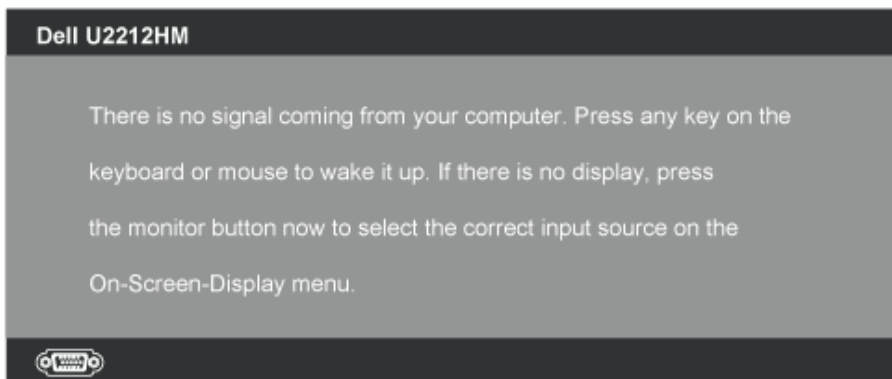 Dell U2212HM
There is no signal coming from your computer. Press any key on the
keyboard or mouse to wake it up. If there is no display, press
the monitor button now to select the correct input source on the
On-Screen-Display menu.